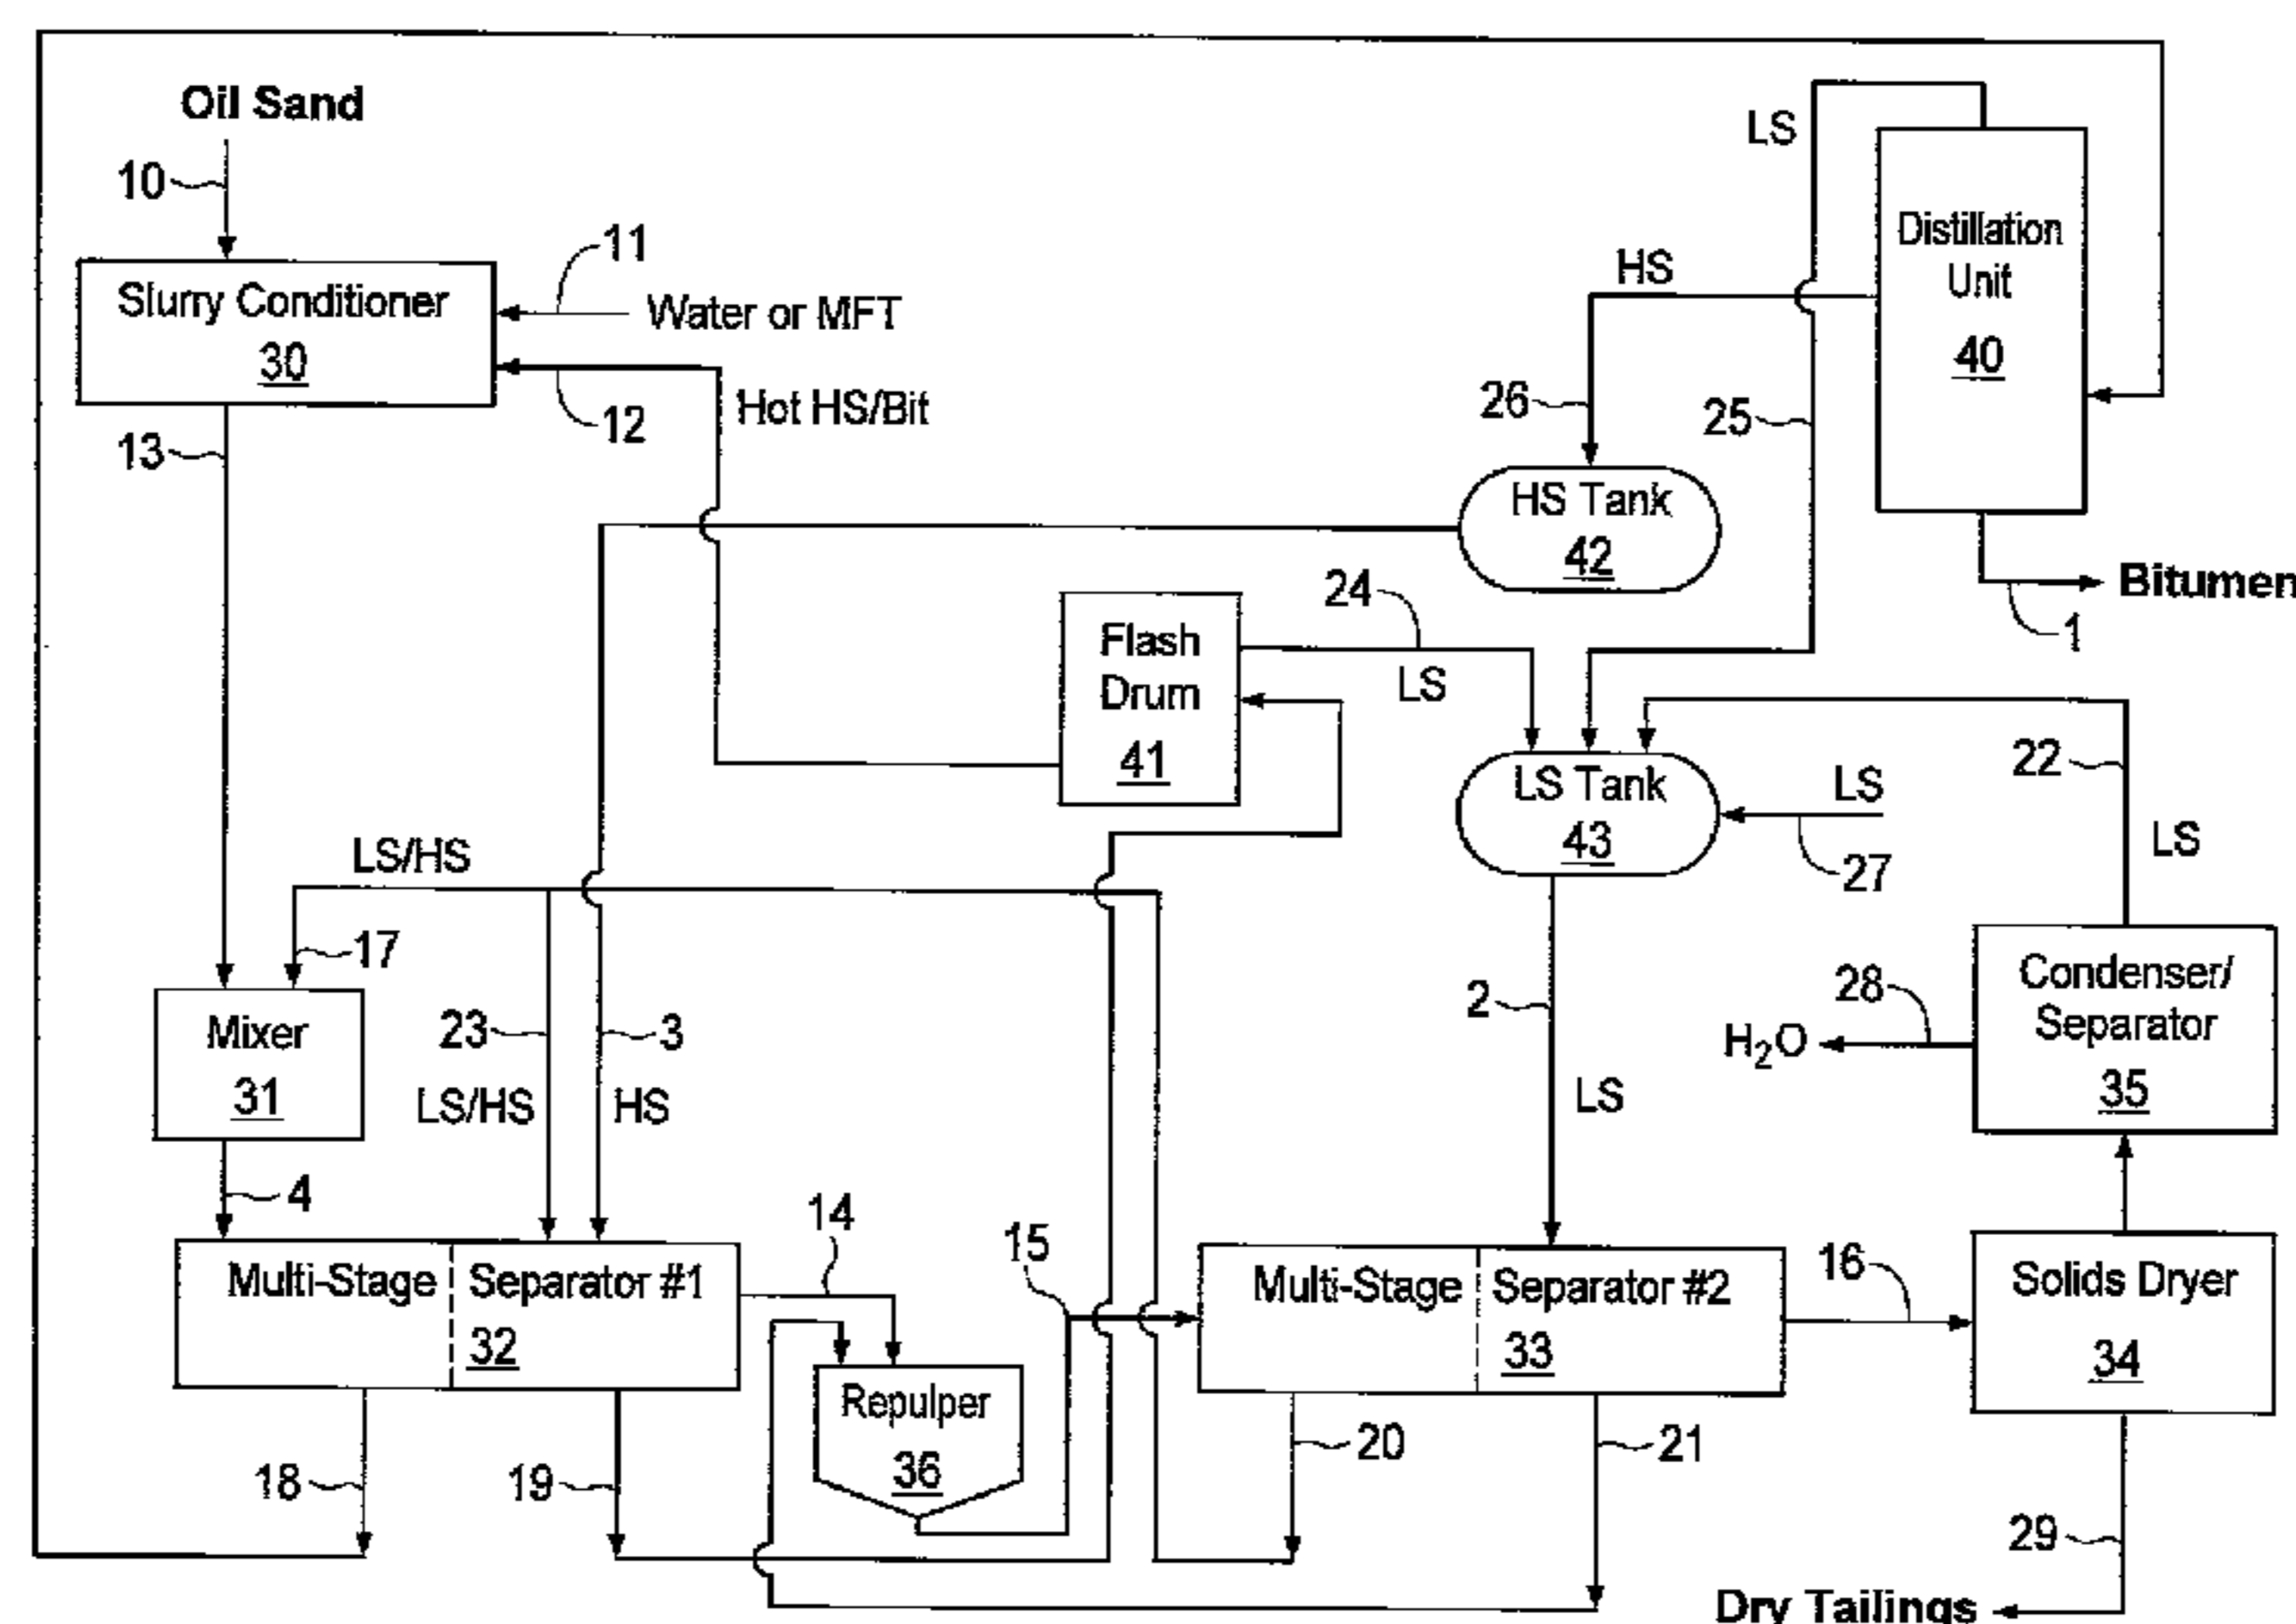 Oil Sand
10
Slurry Conditioner
30
11
Water or MFT
12
Hot HS/Bit
13
LS
Distillation
Unit
40
HS
26
25
HS Tank
42
Bitumen
1
Flash
Drum
41
24
LS
LS Tank
43
LS
27
22
LS
LS/HS
17
Mixer
31
23
LS/HS
3
HS
2
LS
Condenser/
Separator
35
28
H₂O
4
Multi-Stage Separator #1
32
14
15
Repulper
36
Multi-Stage Separator #2
33
16
Solids Dryer
34
18
19
20
21
29
Dry Tailings